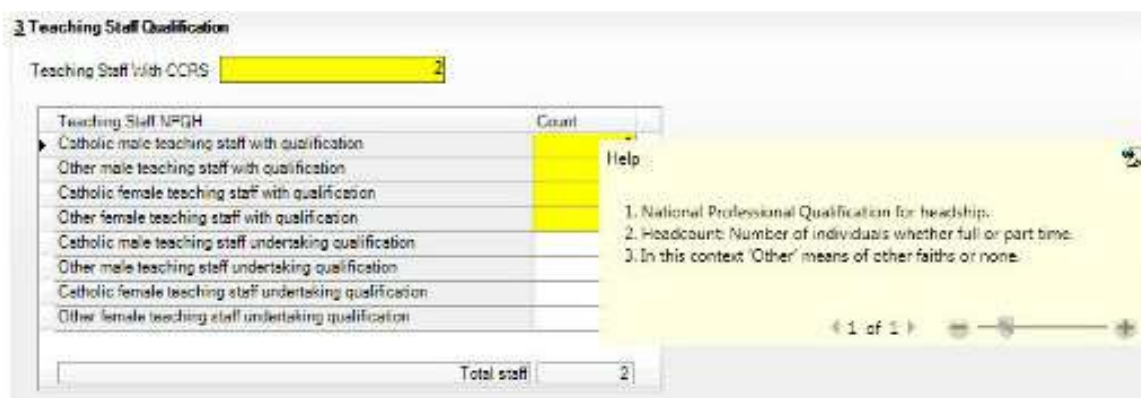 3 Teaching Staff Qualification
Teaching Staff With CCRS 2
Teaching Staff NPQH Count
Catholic male teaching staff with qualification
Other male teaching staff with qualification
Catholic female teaching staff with qualification
Other female teaching staff with qualification
Catholic male teaching staff undertaking qualification
Other male teaching staff undertaking qualification
Catholic female teaching staff undertaking qualification
Other female teaching staff undertaking qualification
Total staff 2
Help
1. National Professional Qualification for headship.
2. Headcount: Number of individuals whether full or part time.
3. In this context 'Other' means of other faiths or none.
1 of 1